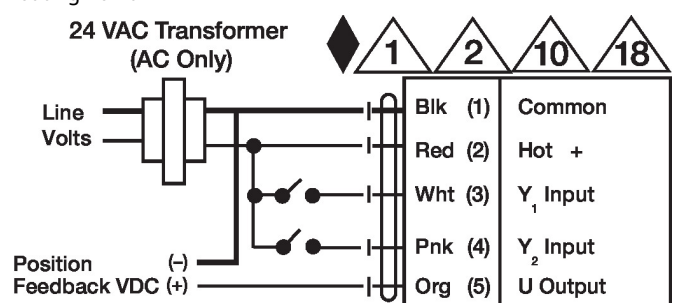 24 VAC Transformer
(AC Only)
1 2 10 18
Line
Volts
Blk (1) Common
Red (2) Hot +
Wht (3) Y1 Input
Pnk (4) Y2 Input
Position (-)
Feedback VDC (+)
Org (5) U Output